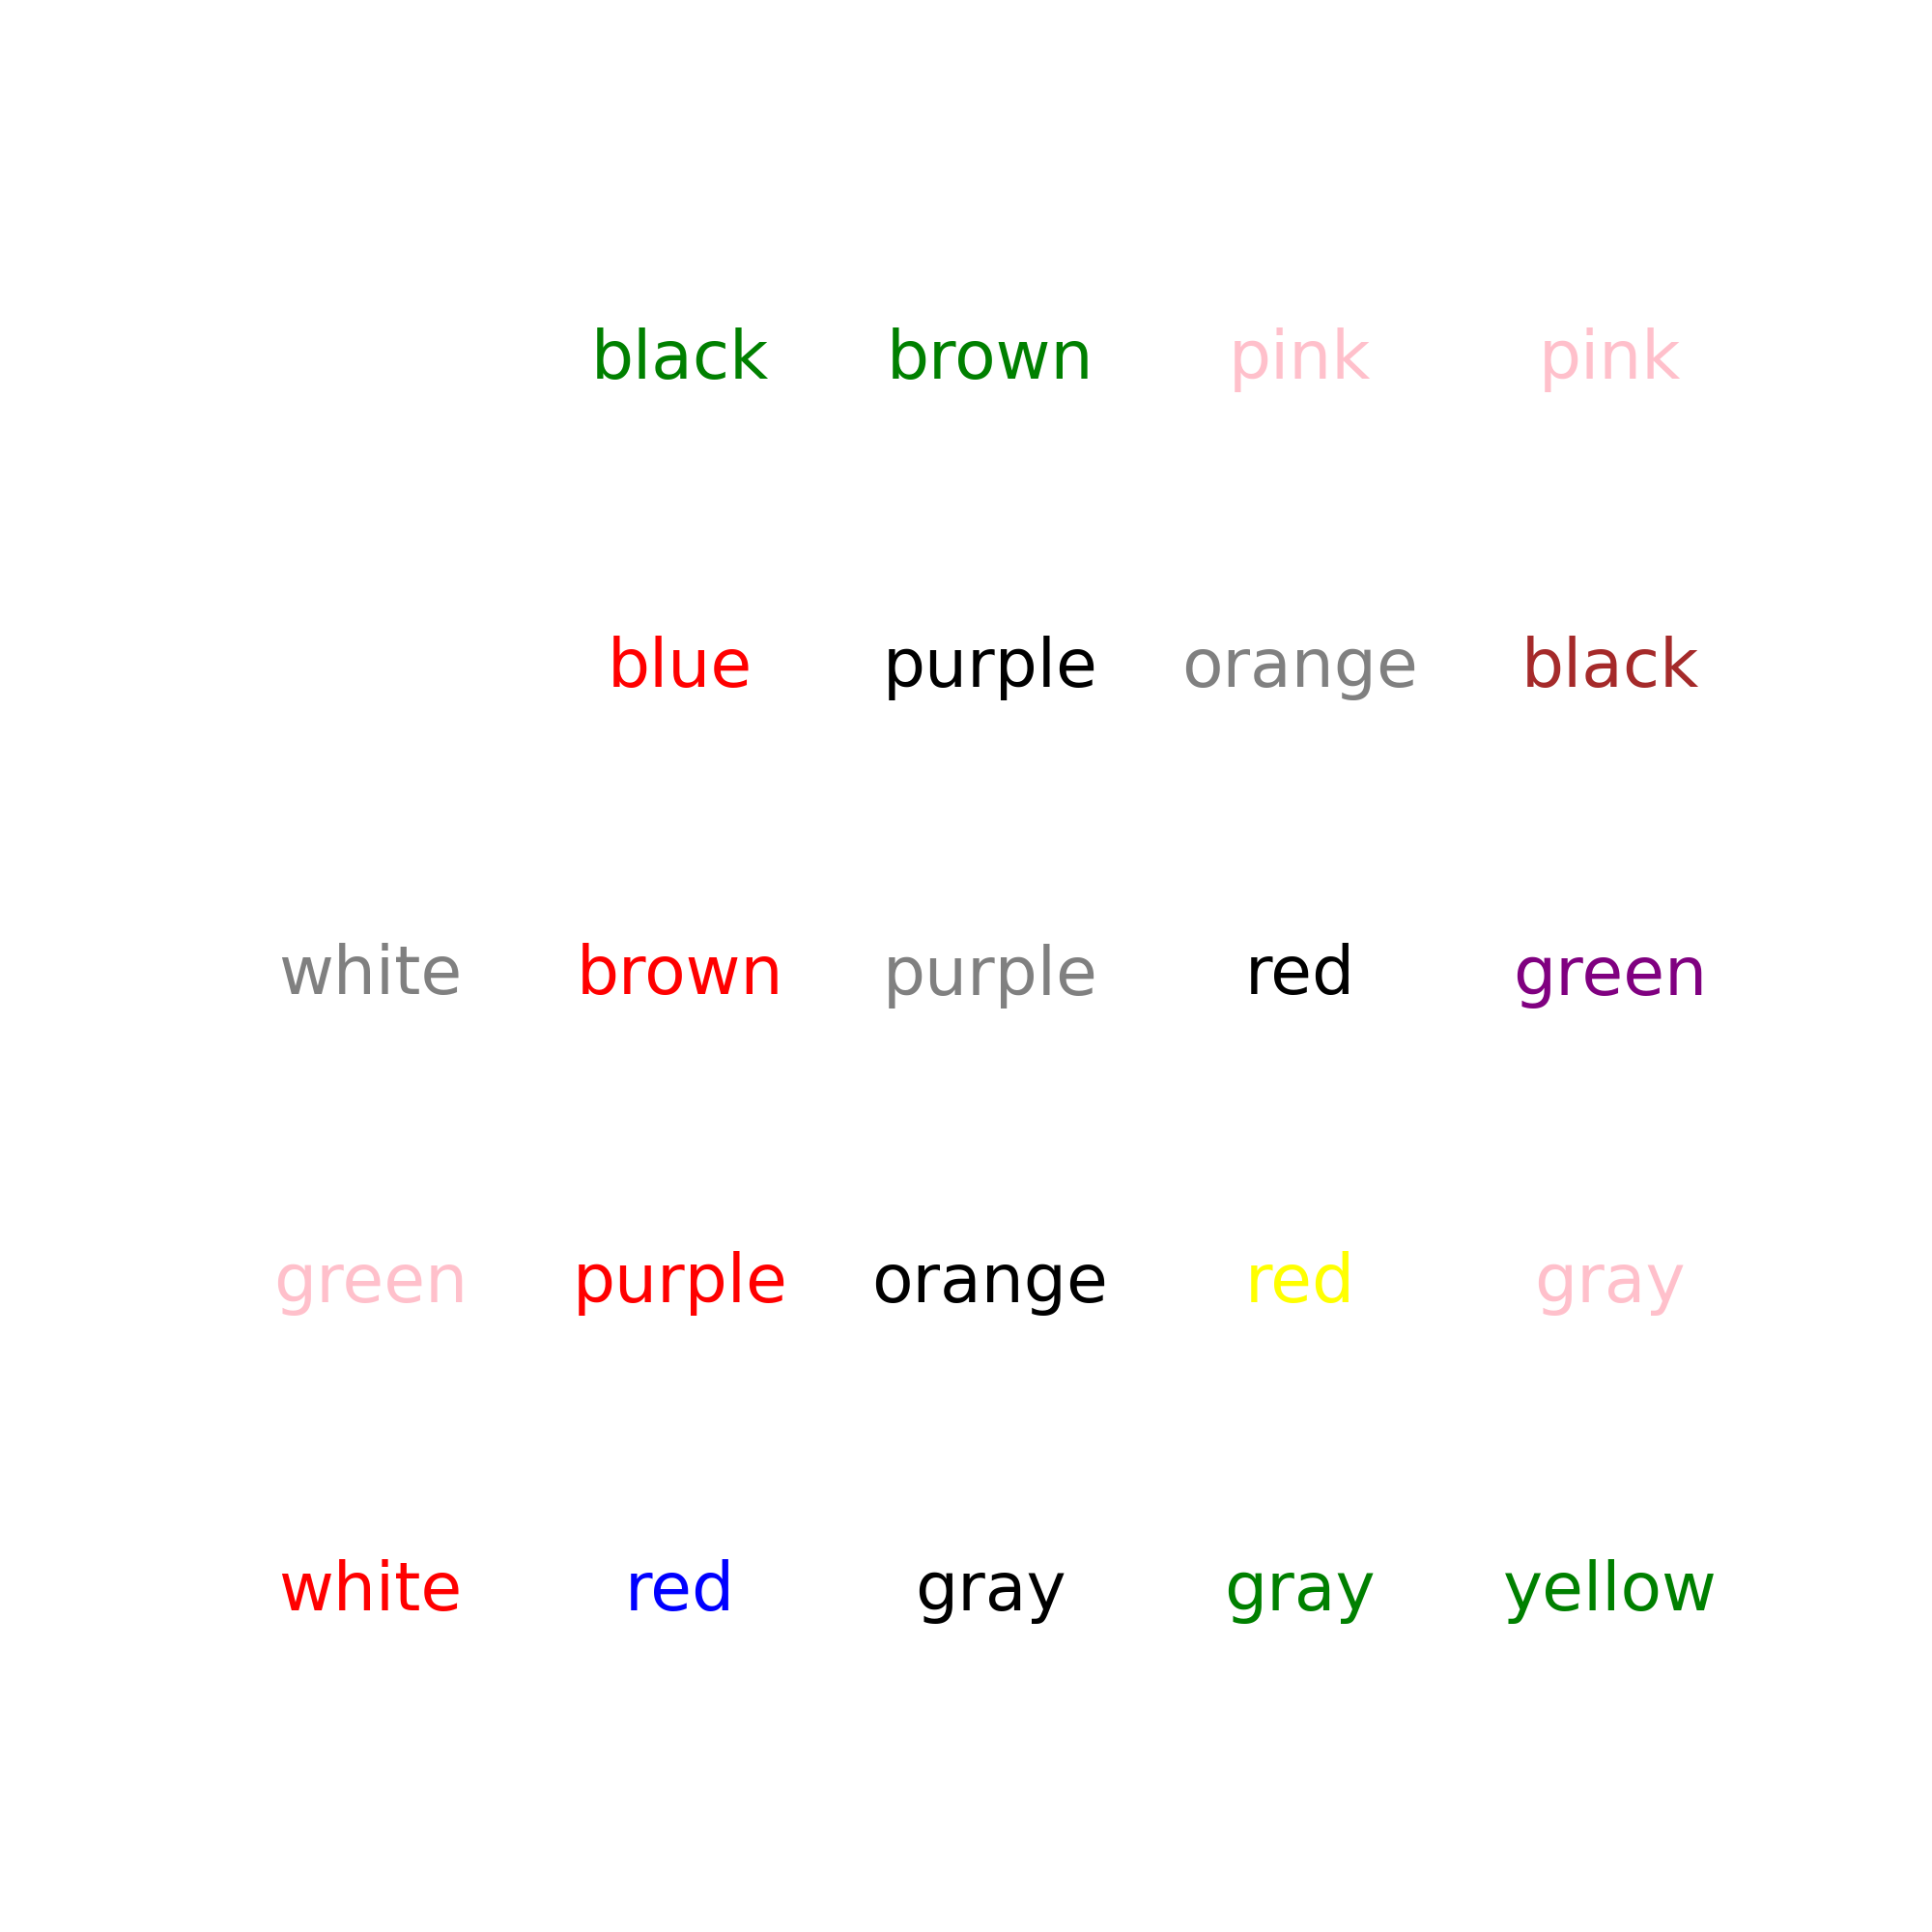 black brown pink pink
blue purple orange black
white brown purple red green
green purple orange red gray
white red gray gray yellow